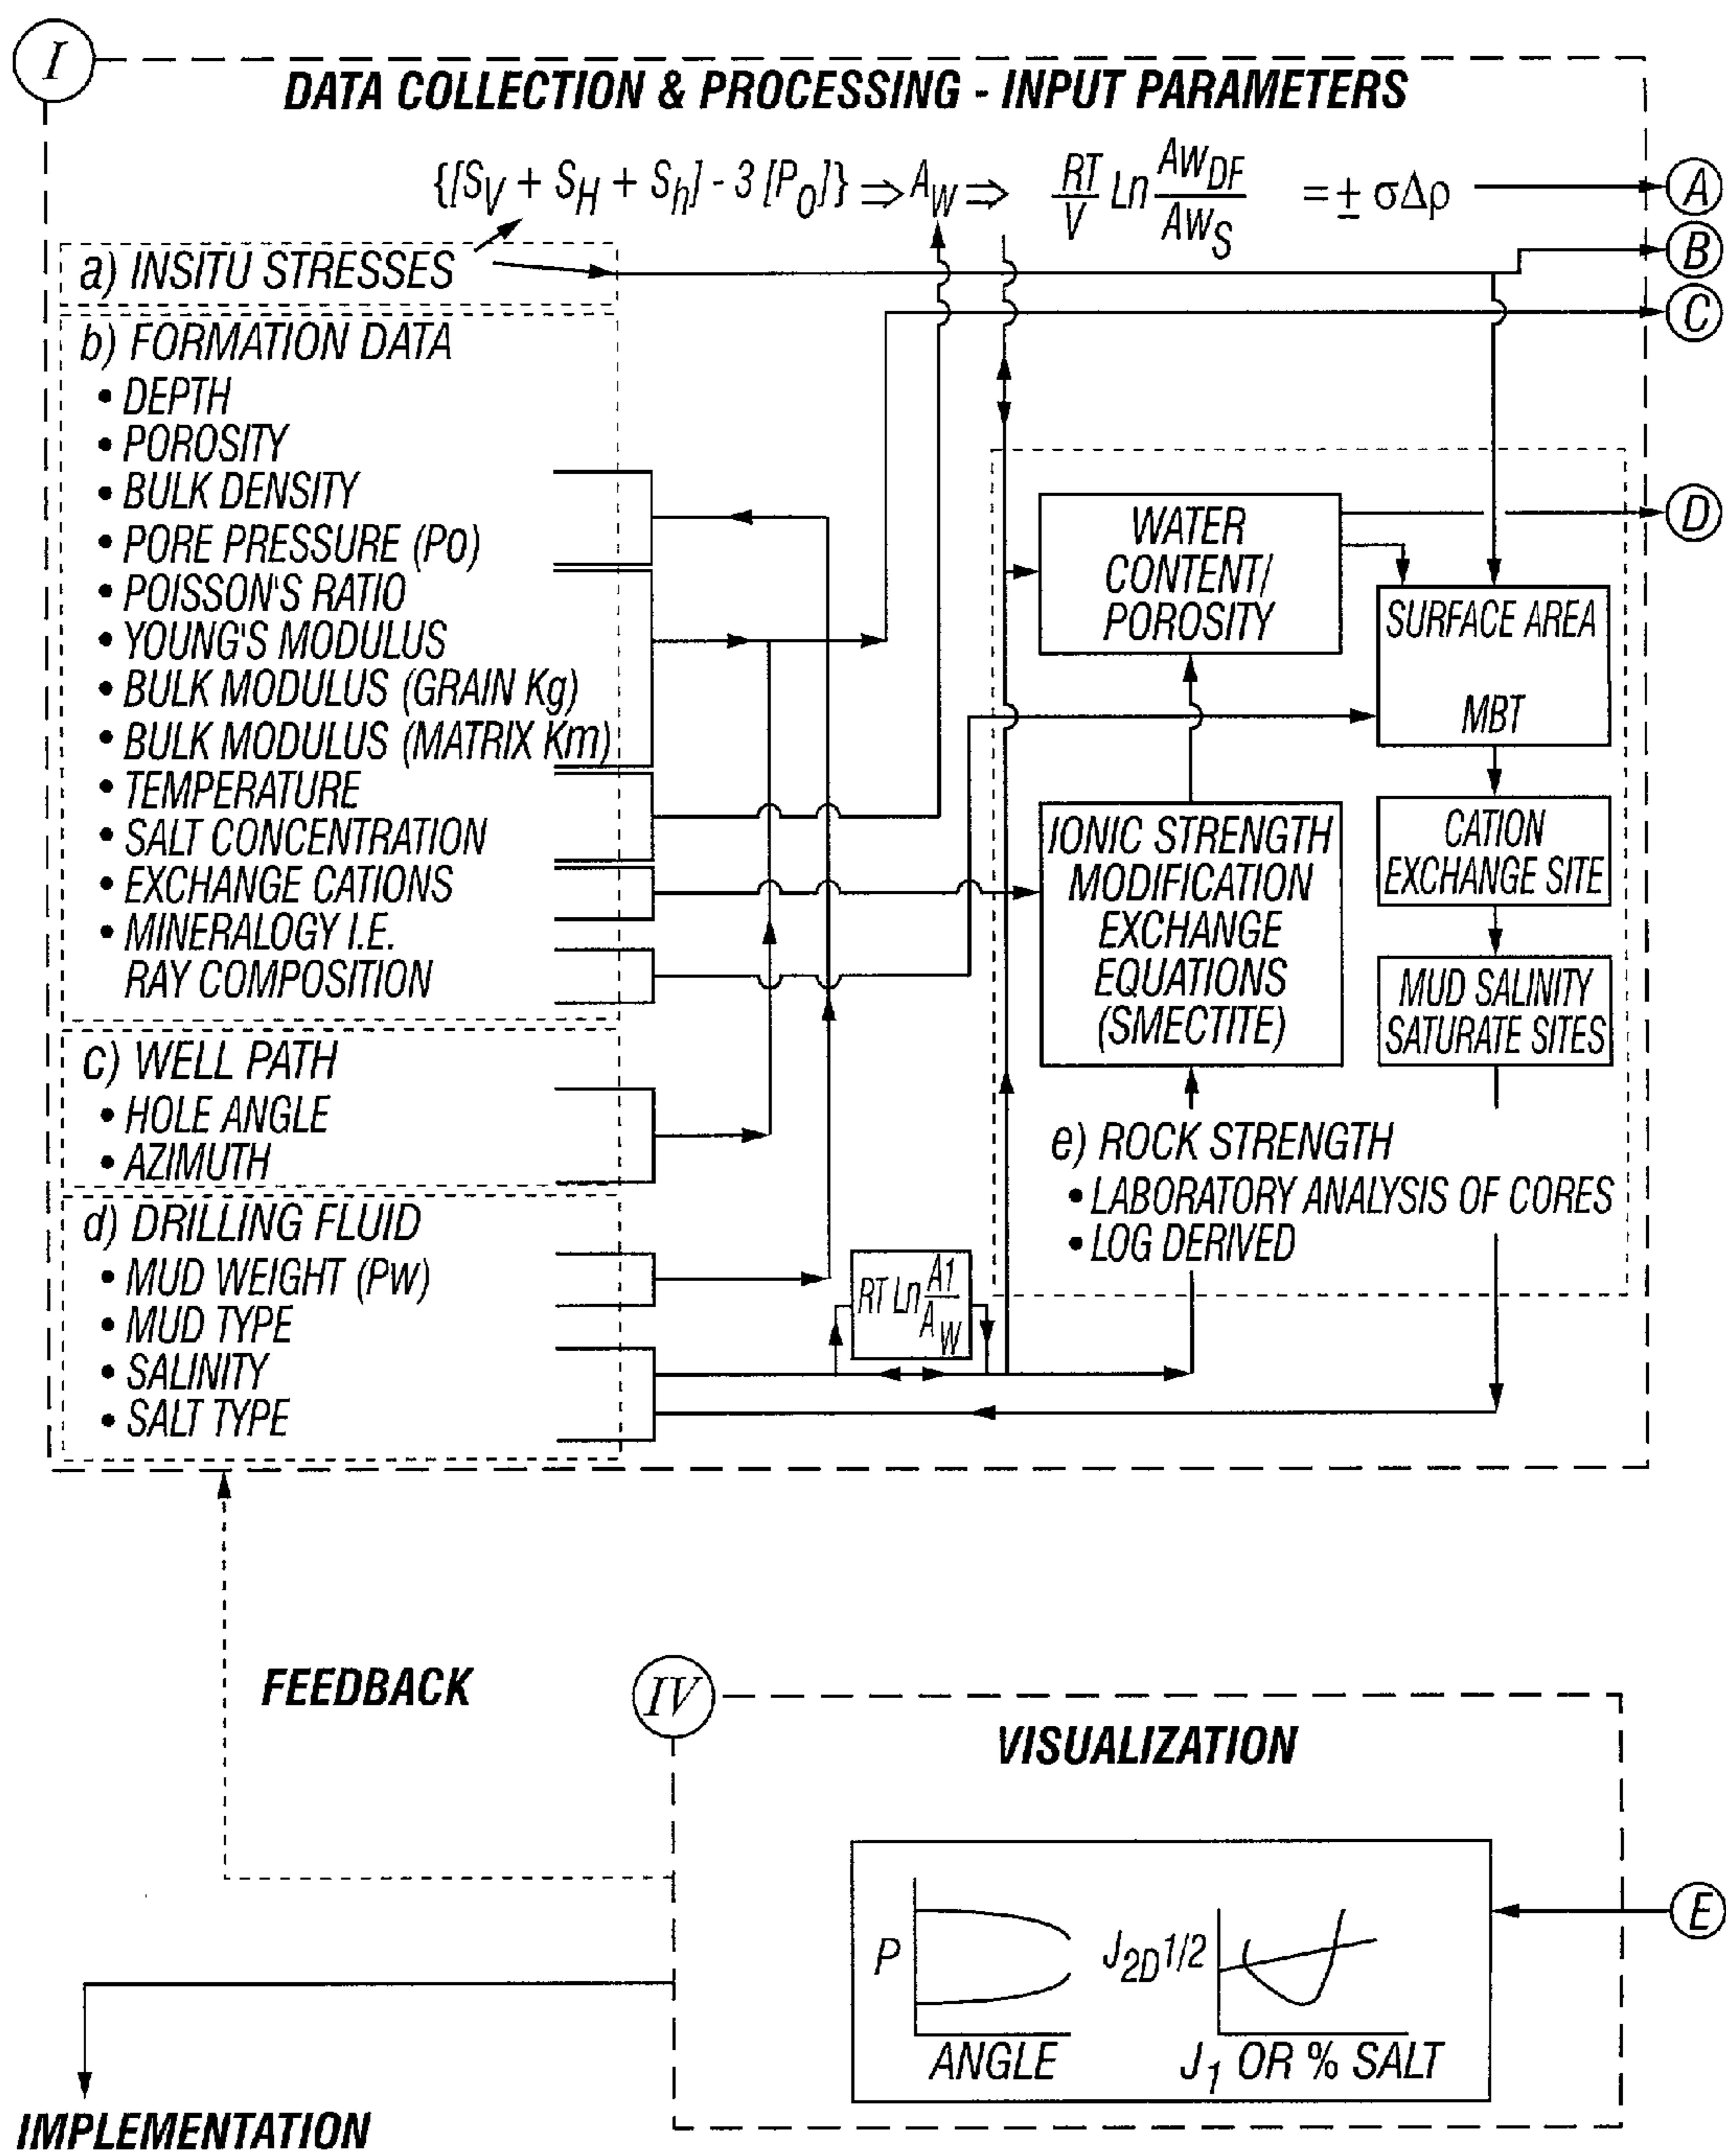 I
DATA COLLECTION & PROCESSING - INPUT PARAMETERS
{[SV + SH + Sh] - 3 [PO]} ⇒ AW ⇒ RT/V Ln AWDF/AWS = ± σΔρ
A
B
C
D
a) INSITU STRESSES
b) FORMATION DATA
• DEPTH
• POROSITY
• BULK DENSITY
• PORE PRESSURE (PO)
• POISSON'S RATIO
• YOUNG'S MODULUS
• BULK MODULUS (GRAIN Kg)
• BULK MODULUS (MATRIX Km)
• TEMPERATURE
• SALT CONCENTRATION
• EXCHANGE CATIONS
• MINERALOGY I.E.
RAY COMPOSITION
c) WELL PATH
• HOLE ANGLE
• AZIMUTH
d) DRILLING FLUID
• MUD WEIGHT (PW)
• MUD TYPE
• SALINITY
• SALT TYPE
RT Ln A1/AW
WATER
CONTENT/
POROSITY
SURFACE AREA
MBT
IONIC STRENGTH
MODIFICATION
EXCHANGE
EQUATIONS
(SMECTITE)
CATION
EXCHANGE SITE
MUD SALINITY
SATURATE SITES
e) ROCK STRENGTH
• LABORATORY ANALYSIS OF CORES
• LOG DERIVED
FEEDBACK
IV
VISUALIZATION
P
ANGLE
J2D1/2
J1 OR % SALT
E
IMPLEMENTATION